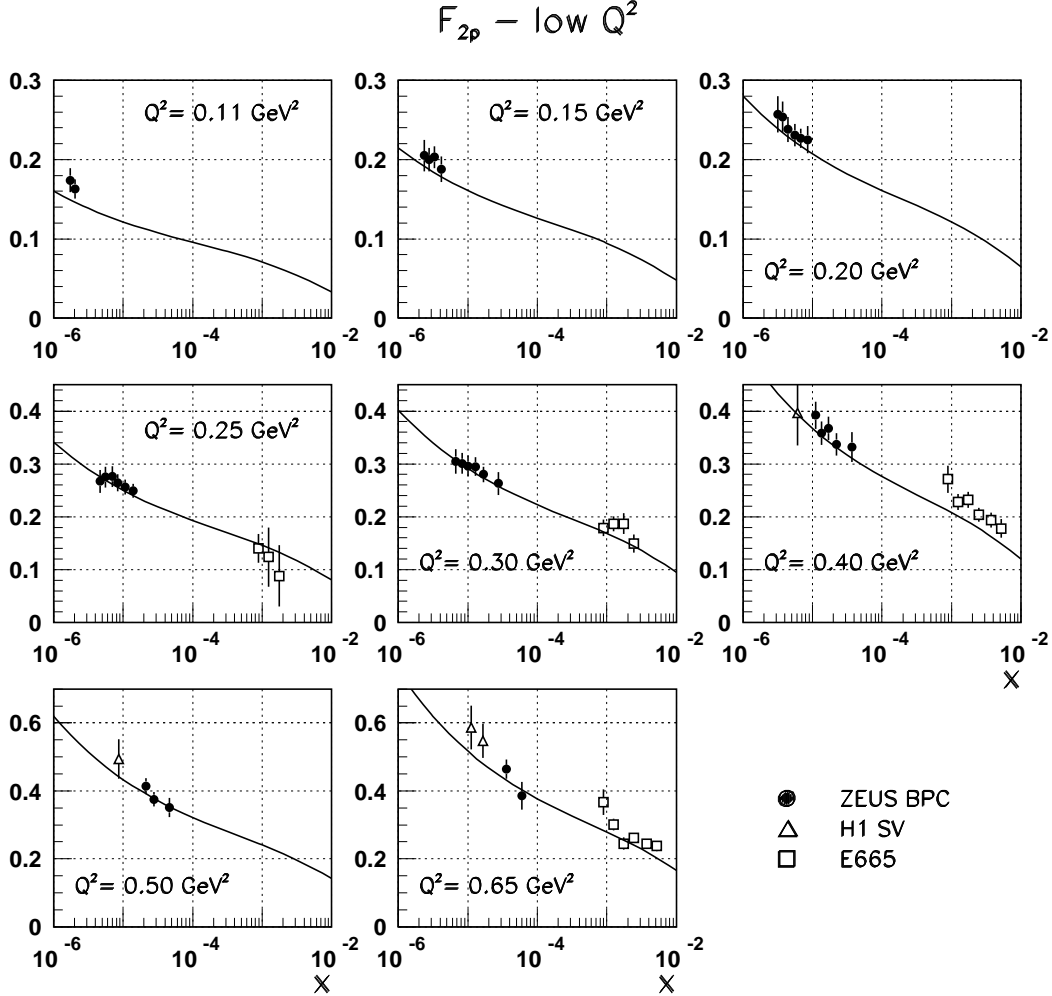 F₂ₚ – low Q²
0.3
0.2
0.1
0
Q²= 0.11 GeV²
10⁻⁶ 10⁻⁴ 10⁻²
0.3
0.2
0.1
0
Q²= 0.15 GeV²
10⁻⁶ 10⁻⁴ 10⁻²
0.3
0.2
0.1
0
Q²= 0.20 GeV²
10⁻⁶ 10⁻⁴ 10⁻²
0.4
0.3
0.2
0.1
0
Q²= 0.25 GeV²
10⁻⁶ 10⁻⁴ 10⁻²
0.4
0.3
0.2
0.1
0
Q²= 0.30 GeV²
10⁻⁶ 10⁻⁴ 10⁻²
0.4
0.3
0.2
0.1
0
Q²= 0.40 GeV²
10⁻⁶ 10⁻⁴ 10⁻²
X
0.6
0.4
0.2
0
Q²= 0.50 GeV²
10⁻⁶ 10⁻⁴ 10⁻²
X
0.6
0.4
0.2
0
Q²= 0.65 GeV²
10⁻⁶ 10⁻⁴ 10⁻²
X
ZEUS BPC
H1 SV
E665